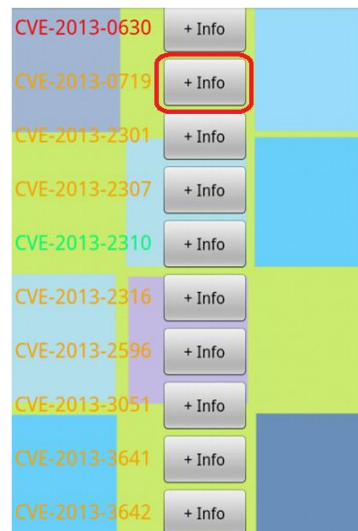 CVE-2013-0630 + Info
CVE-2013-0719 + Info
CVE-2013-2301 + Info
CVE-2013-2307 + Info
CVE-2013-2310 + Info
CVE-2013-2316 + Info
CVE-2013-2596 + Info
CVE-2013-3051 + Info
CVE-2013-3641 + Info
CVE-2013-3642 + Info